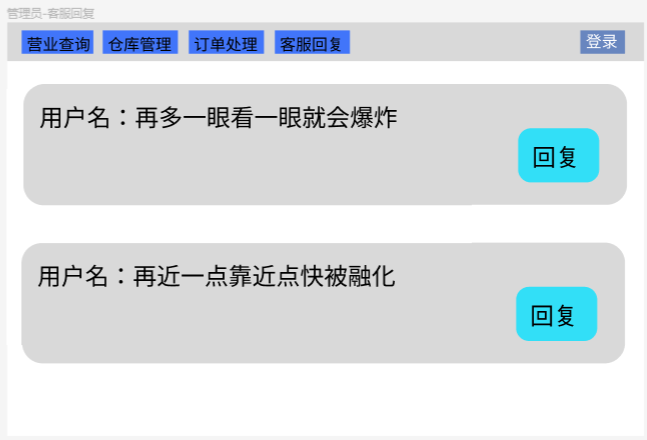 管理员-客服回复
营业查询 仓库管理 订单处理 客服回复 登录
用户名：再多一眼看一眼就会爆炸
回复
用户名：再近一点靠近点快被融化
回复